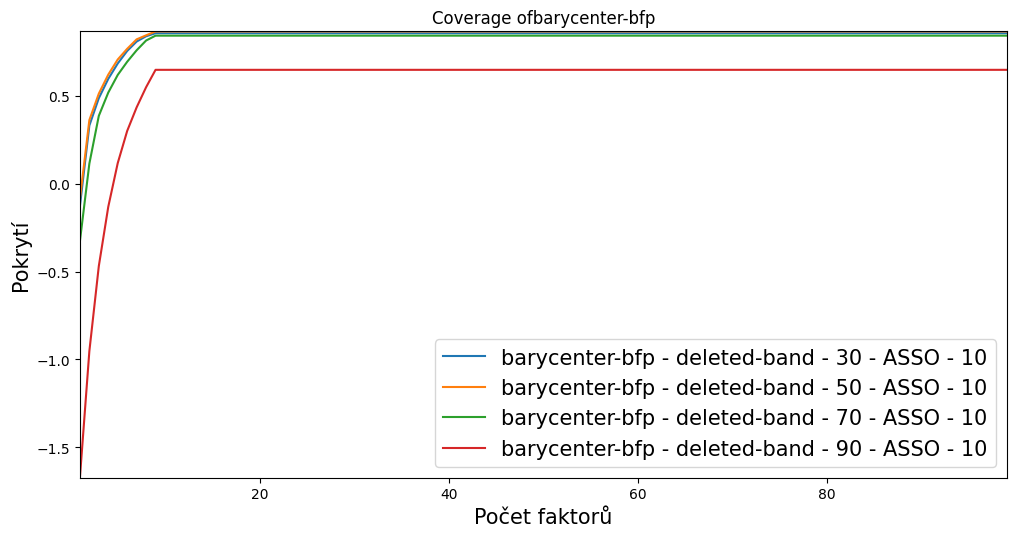 Coverage ofbarycenter-bfp
0.5
0.0
−0.5
−1.0
−1.5
Pokrytí
barycenter-bfp - deleted-band - 30 - ASSO - 10
barycenter-bfp - deleted-band - 50 - ASSO - 10
barycenter-bfp - deleted-band - 70 - ASSO - 10
barycenter-bfp - deleted-band - 90 - ASSO - 10
20 40 60 80
Počet faktorů